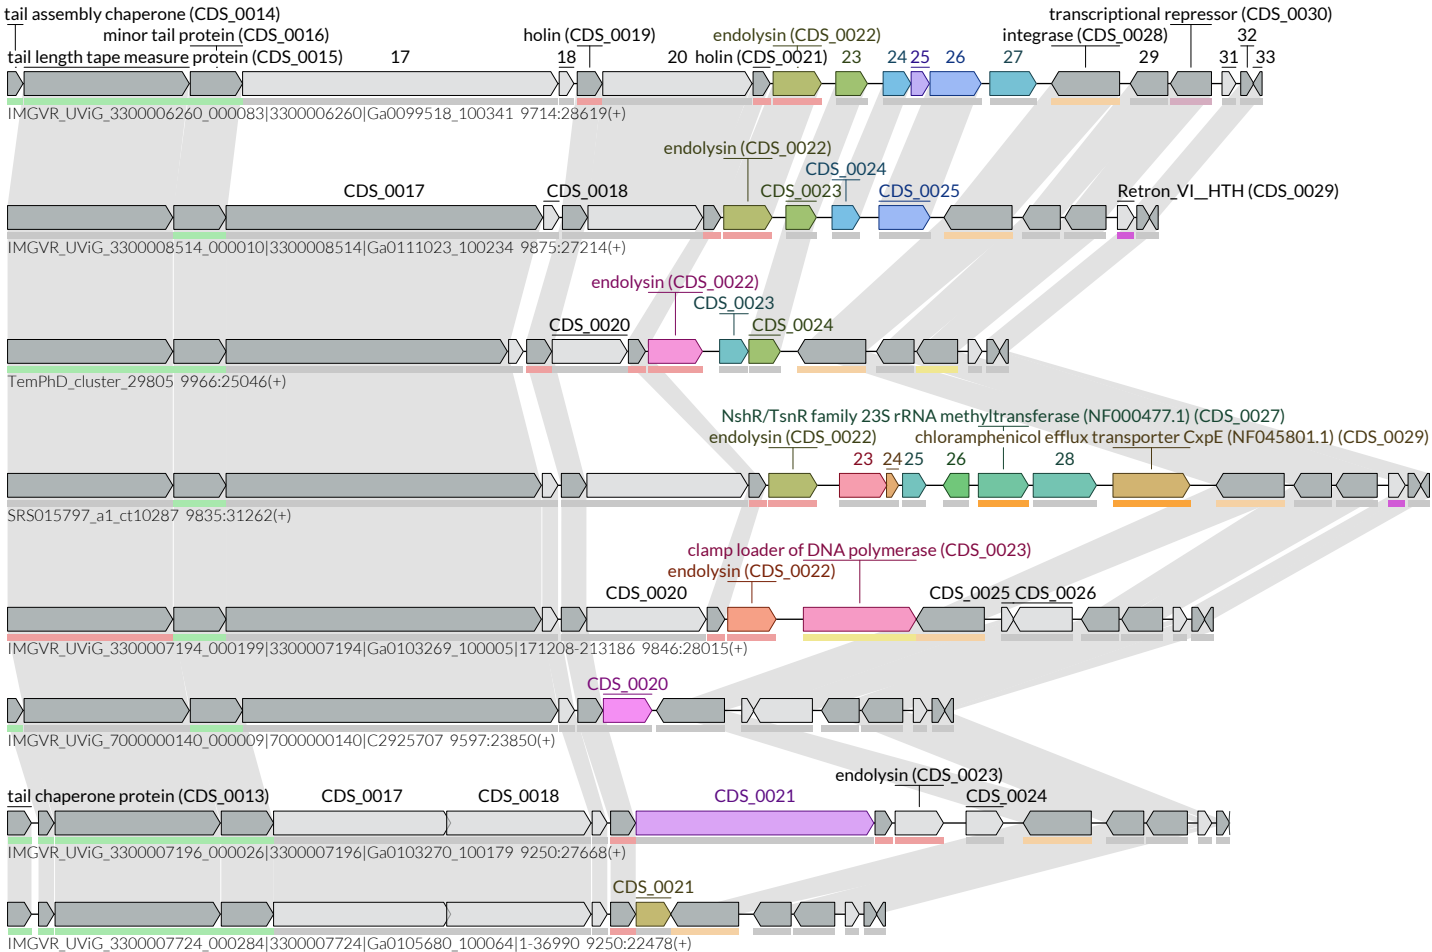 tail assembly chaperone (CDS_0014)
transcriptional repressor (CDS_0030)
minor tail protein (CDS_0016)
holin (CDS_0019)
endolysin (CDS_0022)
integrase (CDS_0028)
32
tail length tape measure protein (CDS_0015)
17
18
20
holin (CDS_0021)
23
24
25
26
27
29
31
33
IMGVR_UViG_3300006260_000083|3300006260|Ga0099518_100341 9714:28619(+)
endolysin (CDS_0022)
CDS_0024
CDS_0017
CDS_0018
CDS_0023
CDS_0025
Retron_VI__HTH (CDS_0029)
IMGVR_UViG_3300008514_000010|3300008514|Ga0111023_100234 9875:27214(+)
endolysin (CDS_0022)
CDS_0023
CDS_0020
CDS_0024
TemPhD_cluster_29805 9966:25046(+)
NshR/TsnR family 23S rRNA methyltransferase (NF000477.1) (CDS_0027)
endolysin (CDS_0022)
chloramphenicol efflux transporter CxpE (NF045801.1) (CDS_0029)
23
24
25
26
28
SRS015797_a1_ct10287 9835:31262(+)
clamp loader of DNA polymerase (CDS_0023)
endolysin (CDS_0022)
CDS_0020
CDS_0025
CDS_0026
IMGVR_UViG_3300007194_000199|3300007194|Ga0103269_100005|171208-213186 9846:28015(+)
CDS_0020
IMGVR_UViG_7000000140_000009|7000000140|C2925707 9597:23850(+)
endolysin (CDS_0023)
tail chaperone protein (CDS_0013)
CDS_0017
CDS_0018
CDS_0021
CDS_0024
IMGVR_UViG_3300007196_000026|3300007196|Ga0103270_100179 9250:27668(+)
CDS_0021
IMGVR_UViG_3300007724_000284|3300007724|Ga0105680_100064|1-36990 9250:22478(+)